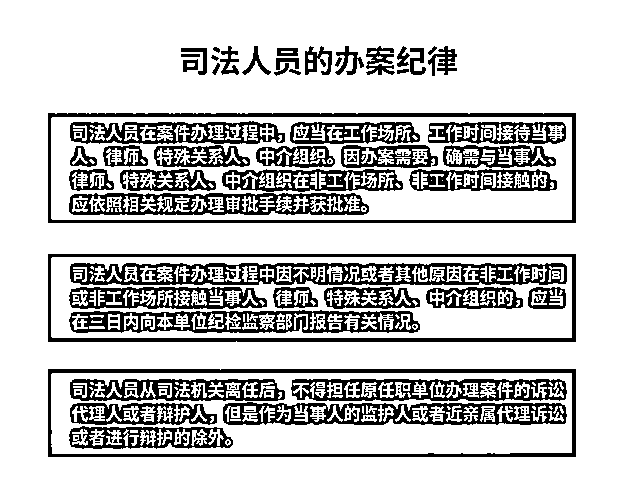 司法人员的办案纪律
司法人员在案件办理过程中，应当在工作场所、工作时间接待当事
人、律师、特殊关系人、中介组织。因办案需要，确需与当事人、
律师、特殊关系人、中介组织在非工作场所、非工作时间接触的，
应依照相关规定办理审批手续并获批准。
司法人员在案件办理过程中因不明情况或者其他原因在非工作时间
或非工作场所接触当事人、律师、特殊关系人、中介组织的，应当
在三日内向本单位纪检监察部门报告有关情况。
司法人员从司法机关离任后，不得担任原任职单位办理案件的诉讼
代理人或者辩护人，但是作为当事人的监护人或者近亲属代理诉讼
或者进行辩护的除外。